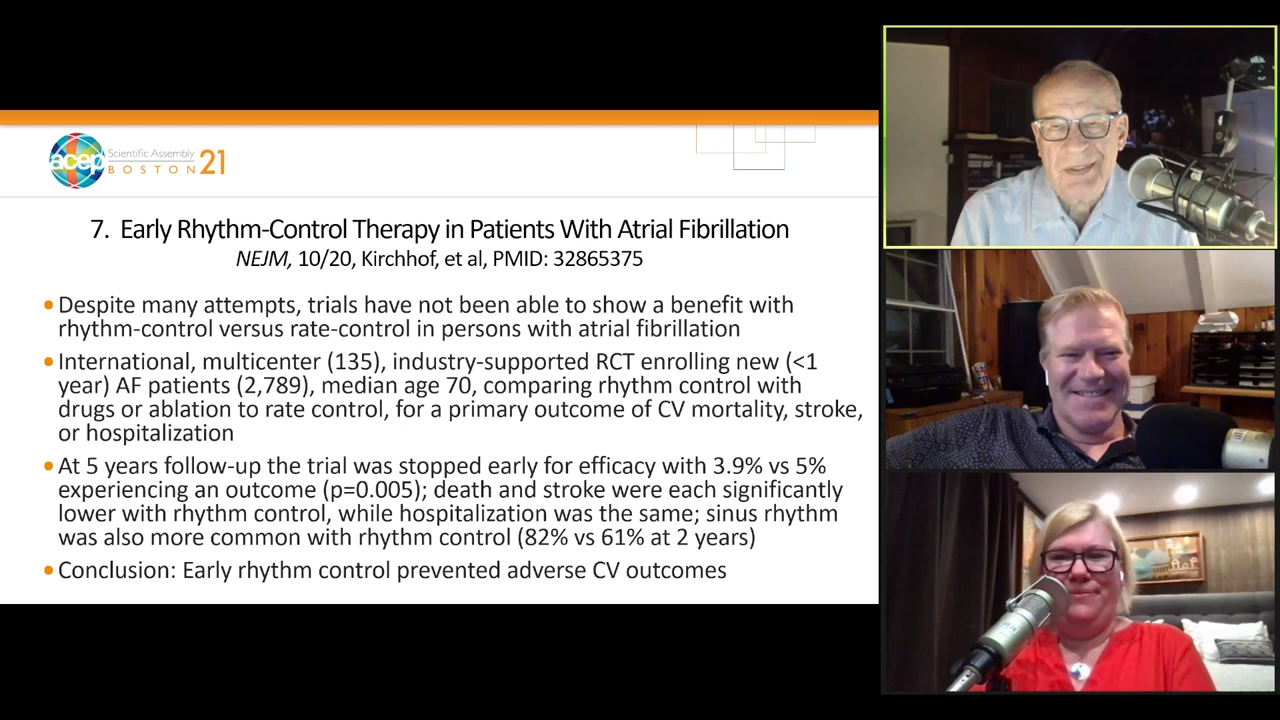 acep Scientific Assembly
BOSTON 21
7. Early Rhythm-Control Therapy in Patients With Atrial Fibrillation
NEJM, 10/20, Kirchhof, et al, PMID: 32865375
• Despite many attempts, trials have not been able to show a benefit with
rhythm-control versus rate-control in persons with atrial fibrillation
• International, multicenter (135), industry-supported RCT enrolling new (<1
year) AF patients (2,789), median age 70, comparing rhythm control with
drugs or ablation to rate control, for a primary outcome of CV mortality, stroke,
or hospitalization
• At 5 years follow-up the trial was stopped early for efficacy with 3.9% vs 5%
experiencing an outcome (p=0.005); death and stroke were each significantly
lower with rhythm control, while hospitalization was the same; sinus rhythm
was also more common with rhythm control (82% vs 61% at 2 years)
• Conclusion: Early rhythm control prevented adverse CV outcomes